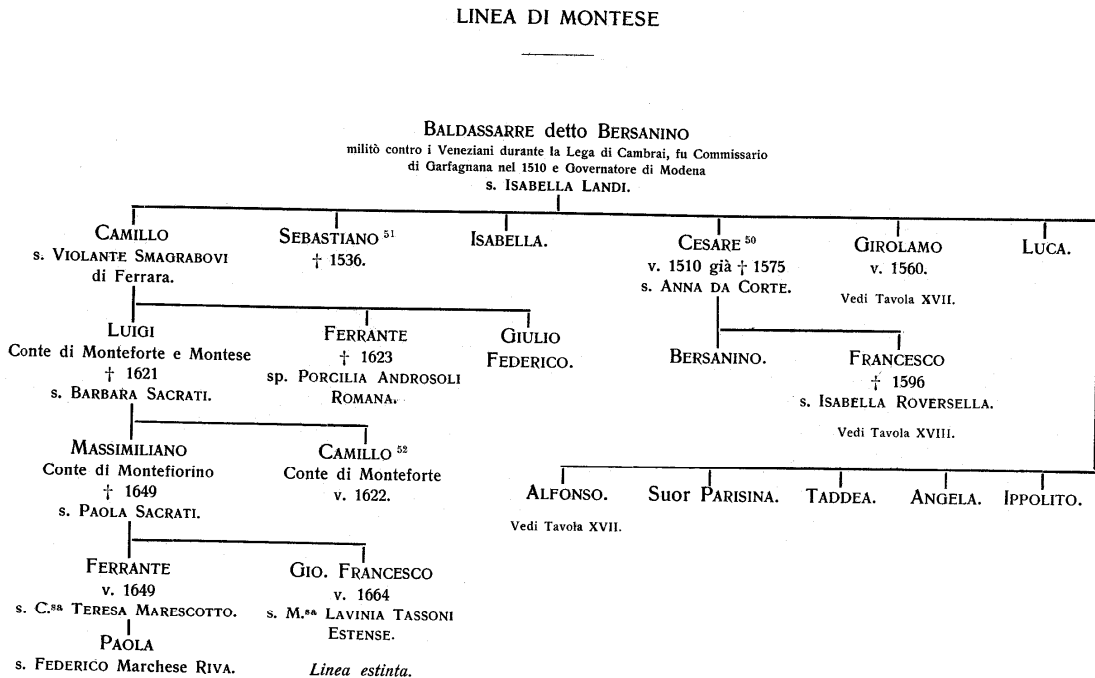 LINEA DI MONTESE
BALDASSARRE detto BERSANINO
militò contro i Veneziani durante la Lega di Cambrai, fu Commissario
di Garfagnana nel 1510 e Governatore di Modena
s. ISABELLA LANDI.
CAMILLO
s. VIOLANTE SMAGRABOVI
di Ferrara.
SEBASTIANO 51
† 1536.
ISABELLA.
CESARE 50
v. 1510 già † 1575
s. ANNA DA CORTE.
GIROLAMO
v. 1560.
Vedi Tavola XVII.
LUCA.
LUIGI
Conte di Monteforte e Montese
† 1621
s. BARBARA SACRATI.
FERRANTE
† 1623
sp. PORCILIA ANDROSOLI
ROMANA.
GIULIO
FEDERICO.
BERSANINO.
FRANCESCO
† 1596
s. ISABELLA ROVERSELLA.
Vedi Tavola XVIII.
MASSIMILIANO
Conte di Montefiorino
† 1649
s. PAOLA SACRATI.
CAMILLO 52
Conte di Monteforte
v. 1622.
ALFONSO.
Vedi Tavola XVII.
Suor PARISINA.
TADDEA.
ANGELA.
IPPOLITO.
FERRANTE
v. 1649
s. C.sa TERESA MARESCOTTO.
GIO. FRANCESCO
v. 1664
s. M.sa LAVINIA TASSONI
ESTENSE.
PAOLA
s. FEDERICO Marchese RIVA.
Linea estinta.